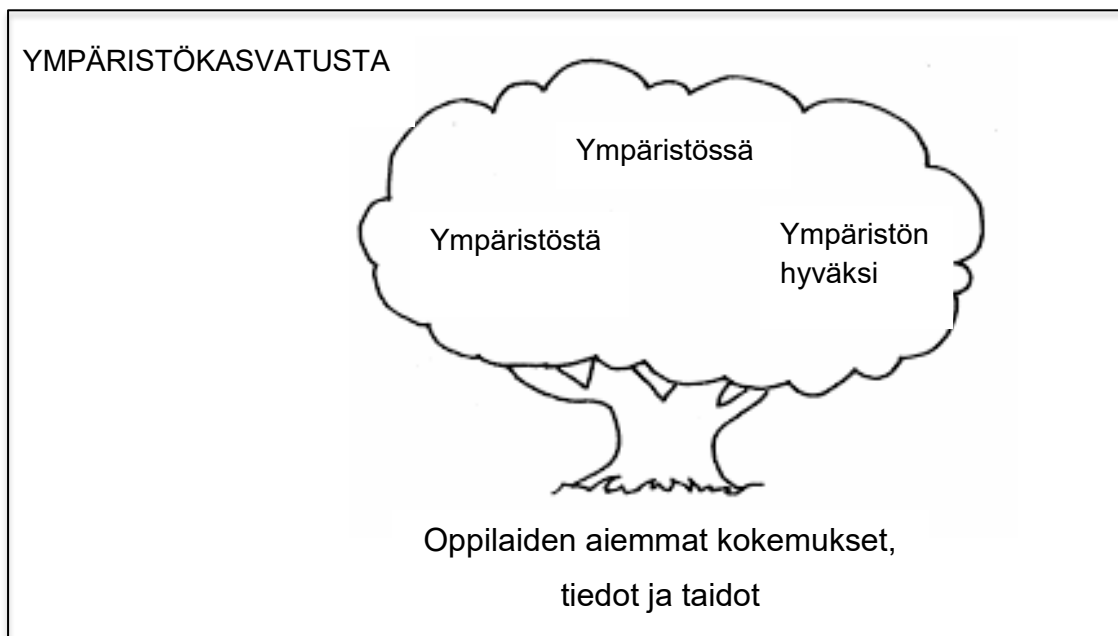 YMPÄRISTÖKASVATUSTA
Ympäristössä
Ympäristöstä
Ympäristön
hyväksi
Oppilaiden aiemmat kokemukset,
tiedot ja taidot